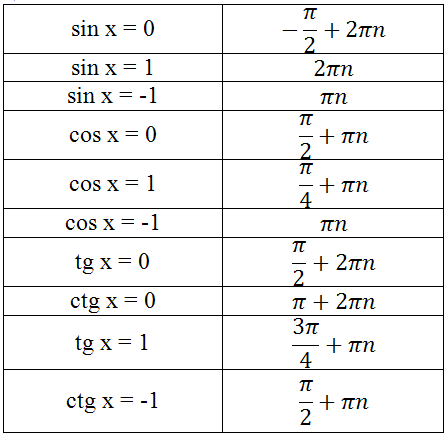 sin x = 0 −π/2 + 2πn
sin x = 1 2πn
sin x = -1 πn
cos x = 0 π/2 + πn
cos x = 1 π/4 + πn
cos x = -1 πn
tg x = 0 π/2 + 2πn
ctg x = 0 π + 2πn
tg x = 1 3π/4 + πn
ctg x = -1 π/2 + πn